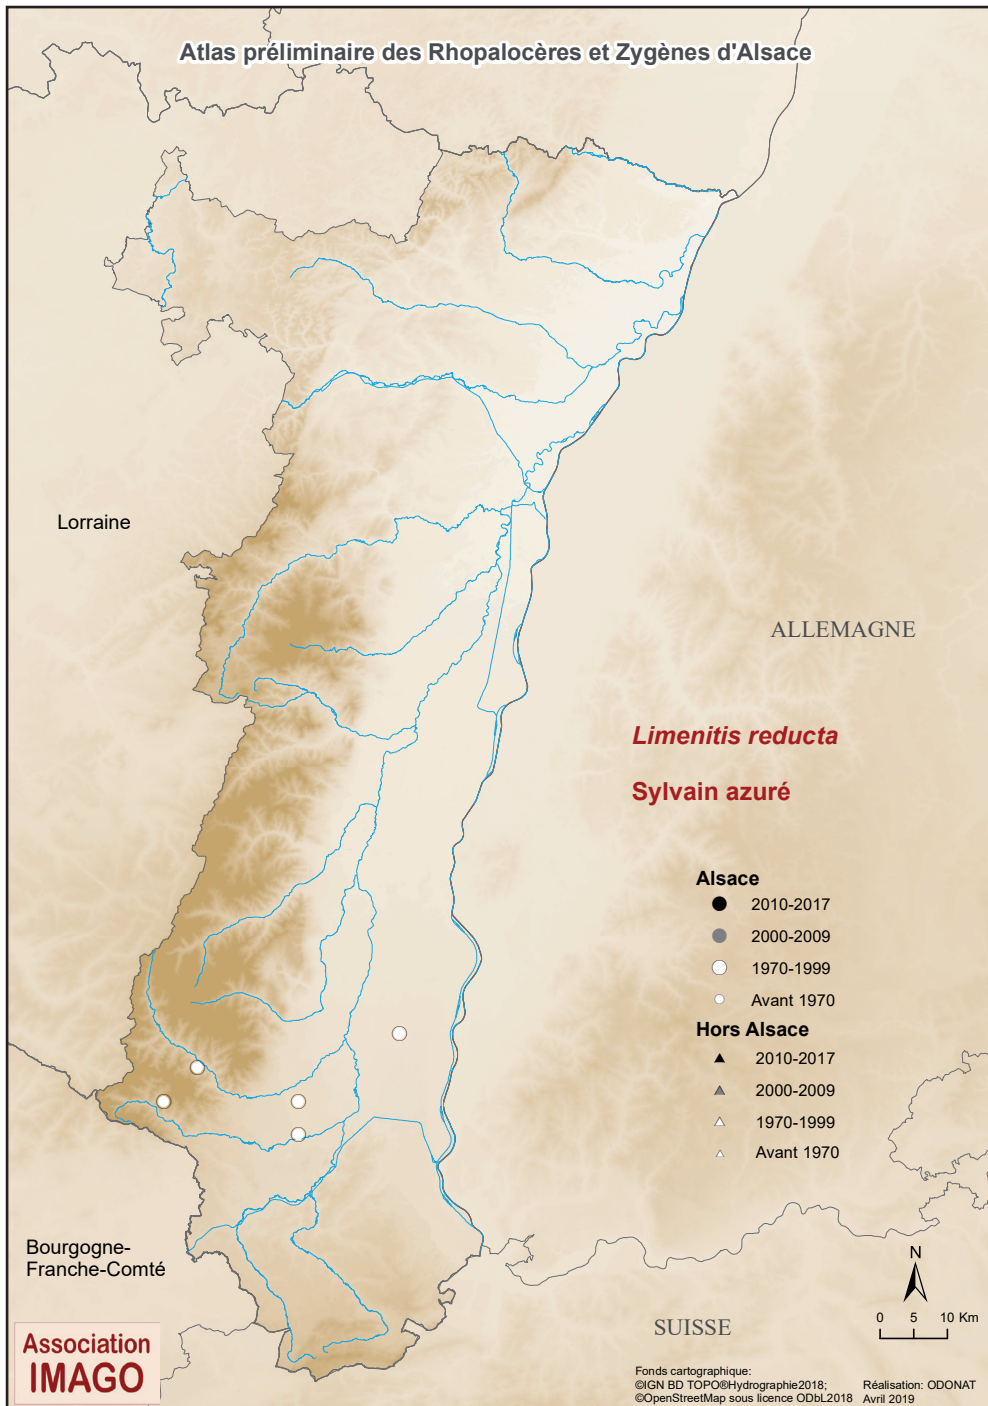 Atlas préliminaire des Rhopalocères et Zygènes d'Alsace
Lorraine
ALLEMAGNE
Limenitis reducta
Sylvain azuré
Alsace
2010-2017
2000-2009
1970-1999
Avant 1970
Hors Alsace
2010-2017
2000-2009
1970-1999
Avant 1970
Bourgogne-
Franche-Comté
N
0 5 10 Km
SUISSE
Association
IMAGO
Fonds cartographique:
©IGN BD TOPO®Hydrographie2018;
©OpenStreetMap sous licence ODbL2018
Réalisation: ODONAT
Avril 2019